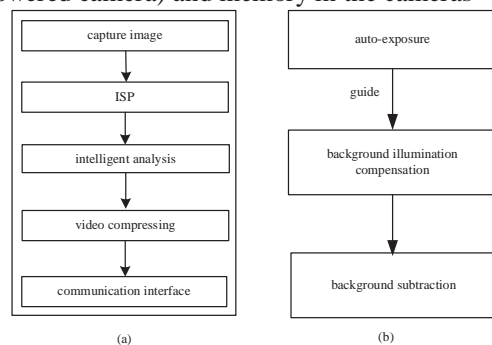 wered camera) and memory in the cameras
capture image
ISP
intelligent analysis
video compressing
communication interface
(a)
auto-exposure
guide
background illumination
compensation
background subtraction
(b)